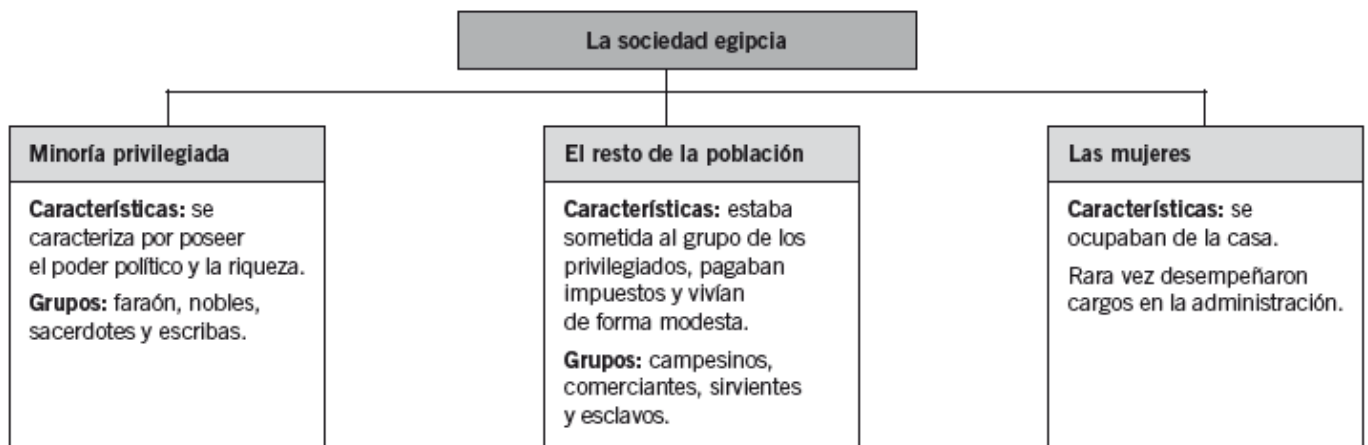 La sociedad egipcia
Minoría privilegiada
Características: se
caracteriza por poseer
el poder político y la riqueza.
Grupos: faraón, nobles,
sacerdotes y escribas.
El resto de la población
Características: estaba
sometida al grupo de los
privilegiados, pagaban
impuestos y vivían
de forma modesta.
Grupos: campesinos,
comerciantes, sirvientes
y esclavos.
Las mujeres
Características: se
ocupaban de la casa.
Rara vez desempeñaron
cargos en la administración.